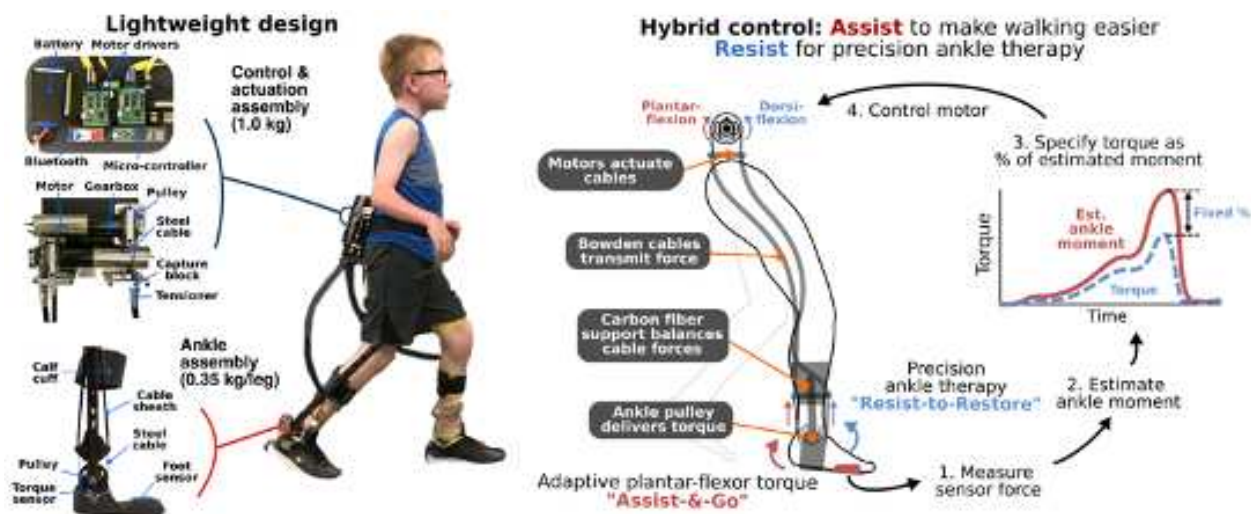 Lightweight design
Battery
Motor drivers
Bluetooth
Micro-controller
Control &
actuation
assembly
(1.0 kg)
Motor
Gearbox
Pulley
Steel
cable
Capture
block
Tensioner
Calf
cuff
Cable
sheath
Steel
cable
Pulley
Torque
sensor
Foot
sensor
Ankle
assembly
(0.35 kg/leg)
Hybrid control: Assist to make walking easier
Resist for precision ankle therapy
Plantar-
flexion
Dorsi-
flexion
Motors actuate
cables
Bowden cables
transmit force
Carbon fiber
support balances
cable forces
Ankle pulley
delivers torque
Adaptive plantar-flexor torque
"Assist-&-Go"
Precision
ankle therapy
"Resist-to-Restore"
1. Measure
sensor force
2. Estimate
ankle moment
3. Specify torque as
% of estimated moment
Torque
Est.
ankle
moment
Fixed %
Torque
Time
4. Control motor